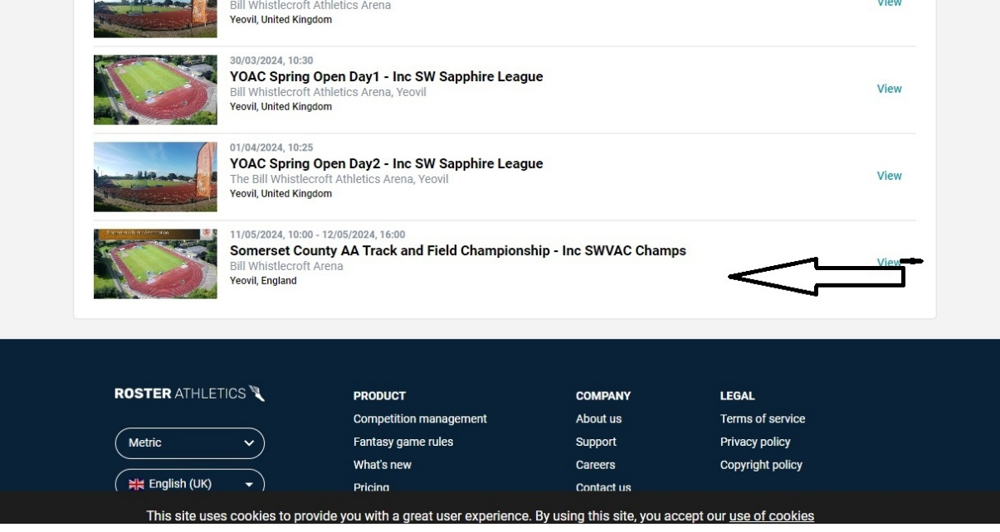 Bill Whistlecroft Athletics Arena
Yeovil, United Kingdom
View
30/03/2024, 10:30
YOAC Spring Open Day1 - Inc SW Sapphire League
Bill Whistlecroft Athletics Arena, Yeovil
Yeovil, United Kingdom
View
01/04/2024, 10:25
YOAC Spring Open Day2 - Inc SW Sapphire League
The Bill Whistlecroft Athletics Arena, Yeovil
Yeovil, United Kingdom
View
11/05/2024, 10:00 - 12/05/2024, 16:00
Somerset County AA Track and Field Championship - Inc SWVAC Champs
Bill Whistlecroft Arena
Yeovil, England
View
ROSTER ATHLETICS
Metric
English (UK)
PRODUCT
Competition management
Fantasy game rules
What's new
Pricing
COMPANY
About us
Support
Careers
Contact us
LEGAL
Terms of service
Privacy policy
Copyright policy
This site uses cookies to provide you with a great user experience. By using this site, you accept our use of cookies